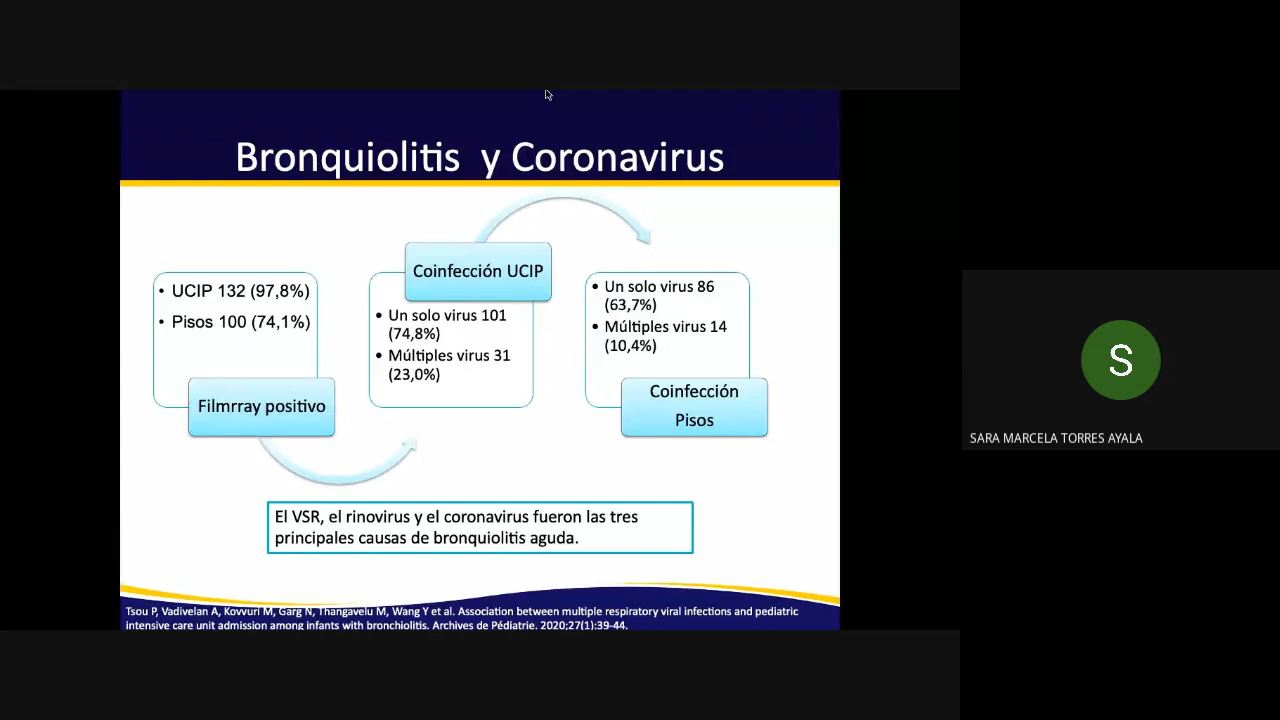 Bronquiolitis y Coronavirus
• UCIP 132 (97,8%)
• Pisos 100 (74,1%)
Filmrray positivo
Coinfección UCIP
• Un solo virus 101
(74,8%)
• Múltiples virus 31
(23,0%)
• Un solo virus 86
(63,7%)
• Múltiples virus 14
(10,4%)
Coinfección
Pisos
El VSR, el rinovirus y el coronavirus fueron las tres
principales causas de bronquiolitis aguda.
Tsou P, Vadivelan A, Kovvuri M, Garg N, Thangavelu M, Wang Y et al. Association between multiple respiratory viral infections and pediatric
intensive care unit admission among infants with bronchiolitis. Archives de Pédiatrie. 2020;27(1):39-44.
S
SARA MARCELA TORRES AYALA